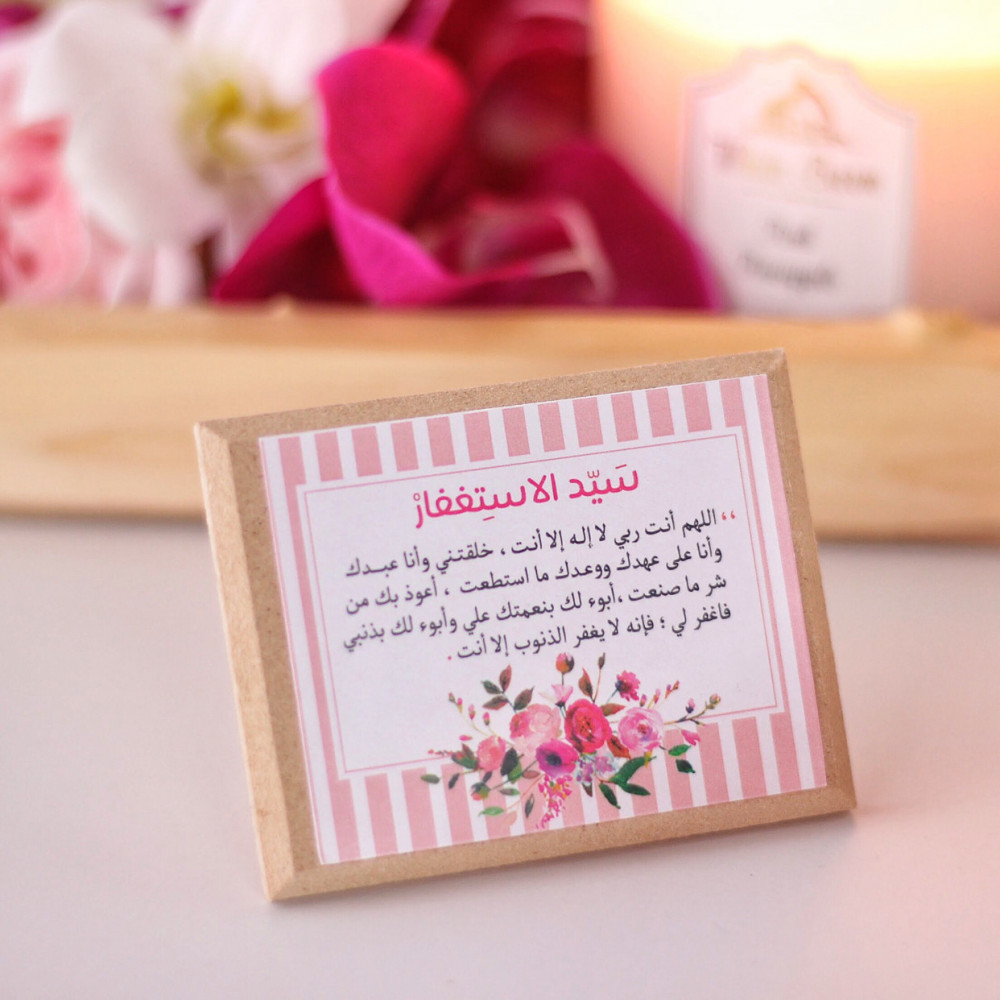 سَيّد الاستِغفارْ
،، اللهم أنت ربي لا إله إلا أنت ، خلقتني وأنا عبـدك
وأنا على عهدك ووعدك ما استطعت ، أعوذ بك من
شر ما صنعت ،أبوء لك بنعمتك علي وأبوء لك بذنبي
فاغفر لي ؛ فإنه لا يغفر الذنوب إلا أنت .